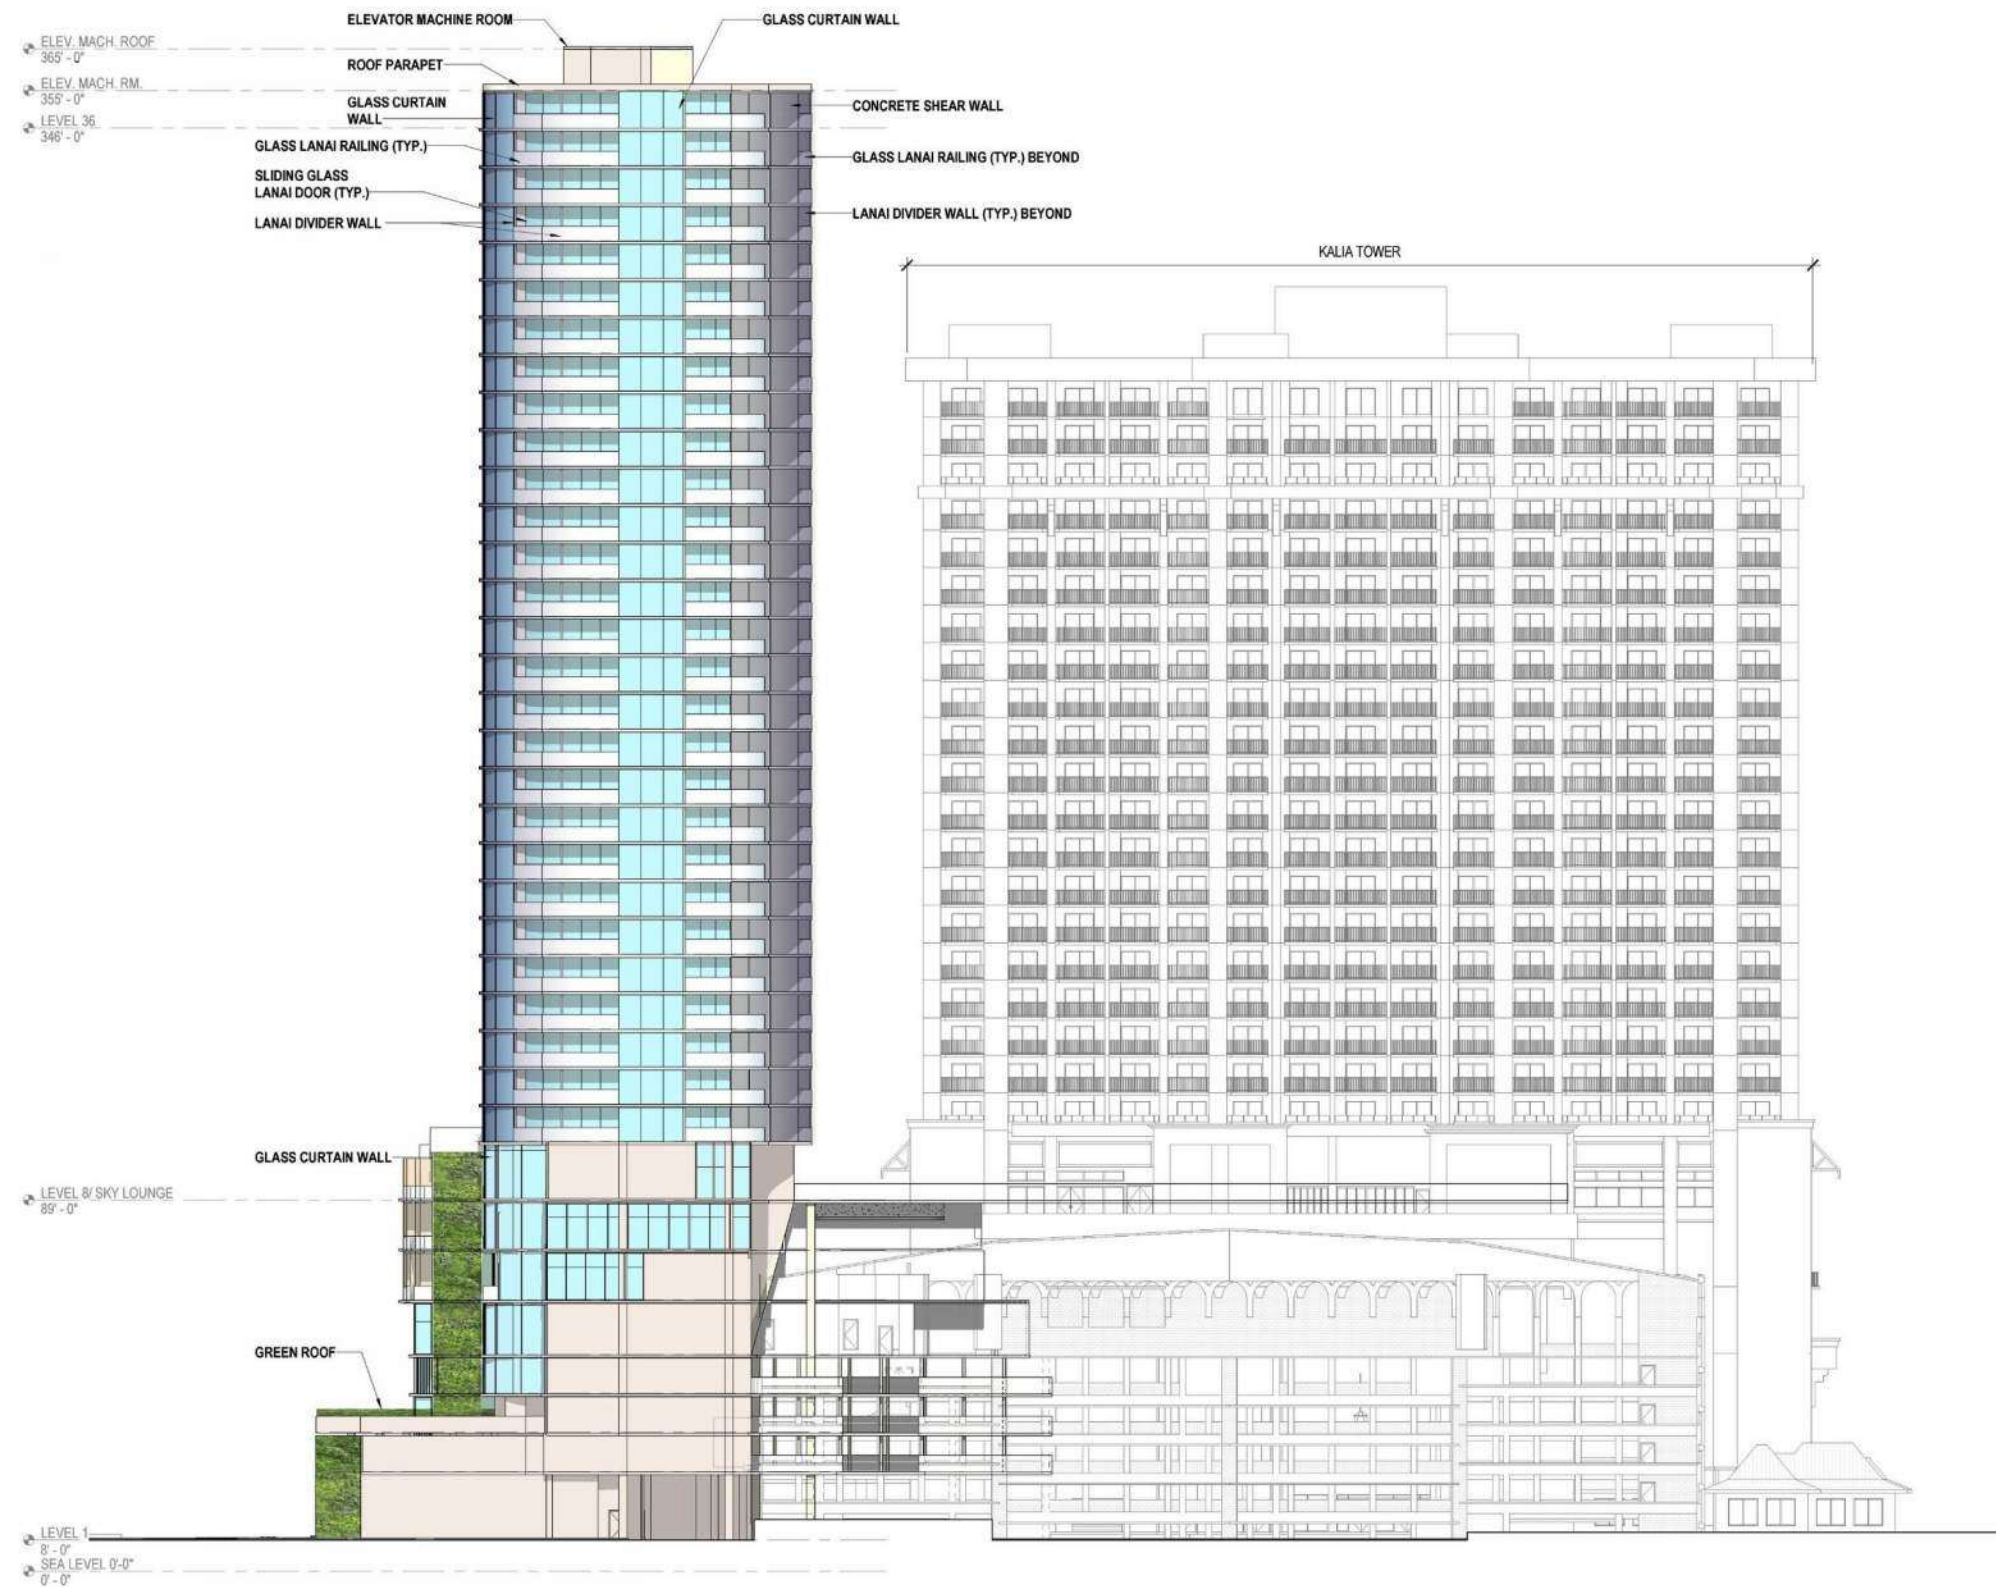 ELEVATOR MACHINE ROOM
GLASS CURTAIN WALL
ELEV. MACH. ROOF
365' - 0"
ROOF PARAPET
ELEV. MACH. RM.
355' - 0"
GLASS CURTAIN
WALL
CONCRETE SHEAR WALL
LEVEL 36
346' - 0"
GLASS LANAI RAILING (TYP.)
GLASS LANAI RAILING (TYP.) BEYOND
SLIDING GLASS
LANAI DOOR (TYP.)
LANAI DIVIDER WALL
LANAI DIVIDER WALL (TYP.) BEYOND
KALIA TOWER
GLASS CURTAIN WALL
LEVEL 8/ SKY LOUNGE
89' - 0"
GREEN ROOF
LEVEL 1
8' - 0"
SEA LEVEL 0'-0"
0' - 0"